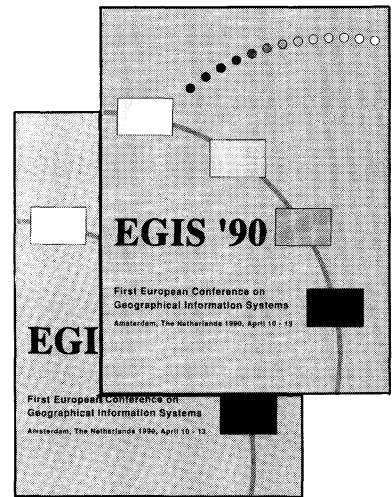 EGIS '90
First European Conference on
Geographical Information Systems
Amsterdam, The Netherlands 1990, April 10 - 13
EGI
First European Conference on
Geographical Information Systems
Amsterdam, The Netherlands 1990, April 10 - 13